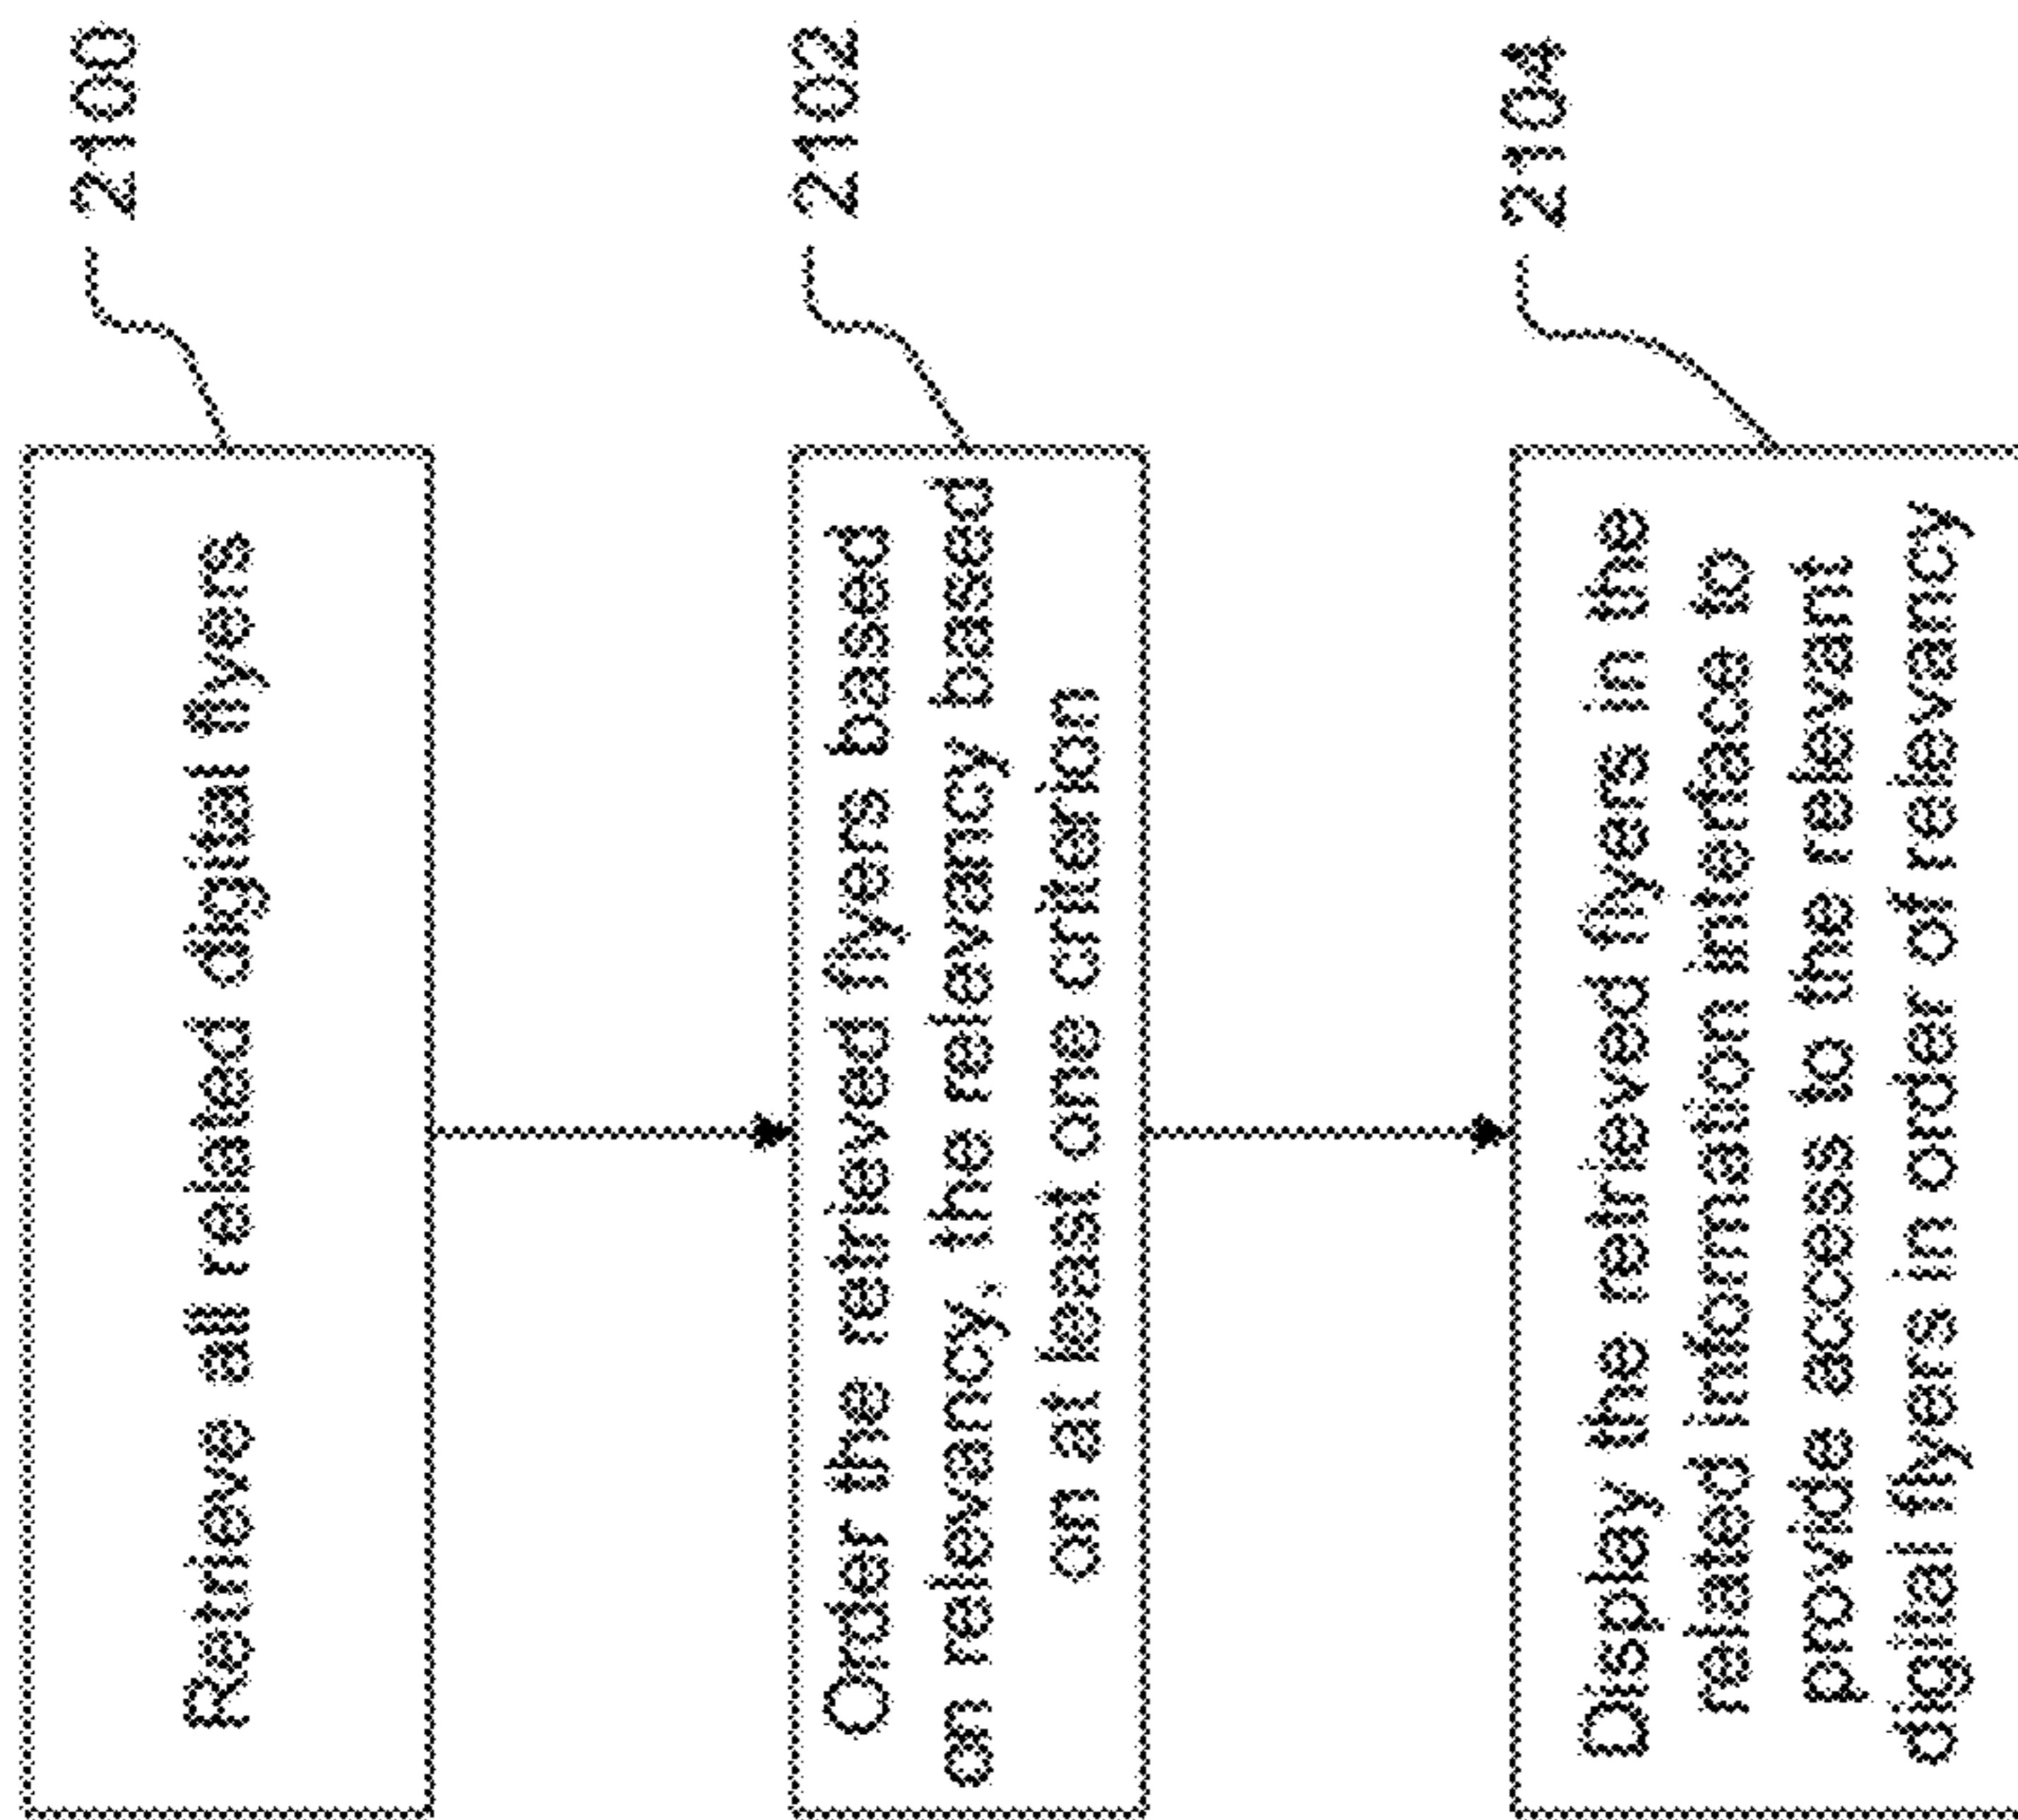 Retrieve all related digital flyers
2100
Order the retrieved flyers based
on relevancy, the relevancy based
on at least one criterion
2102
Display the retrieved flyers in the
related information interface to
provide access to the relevant
digital flyers in order of relevancy
2104